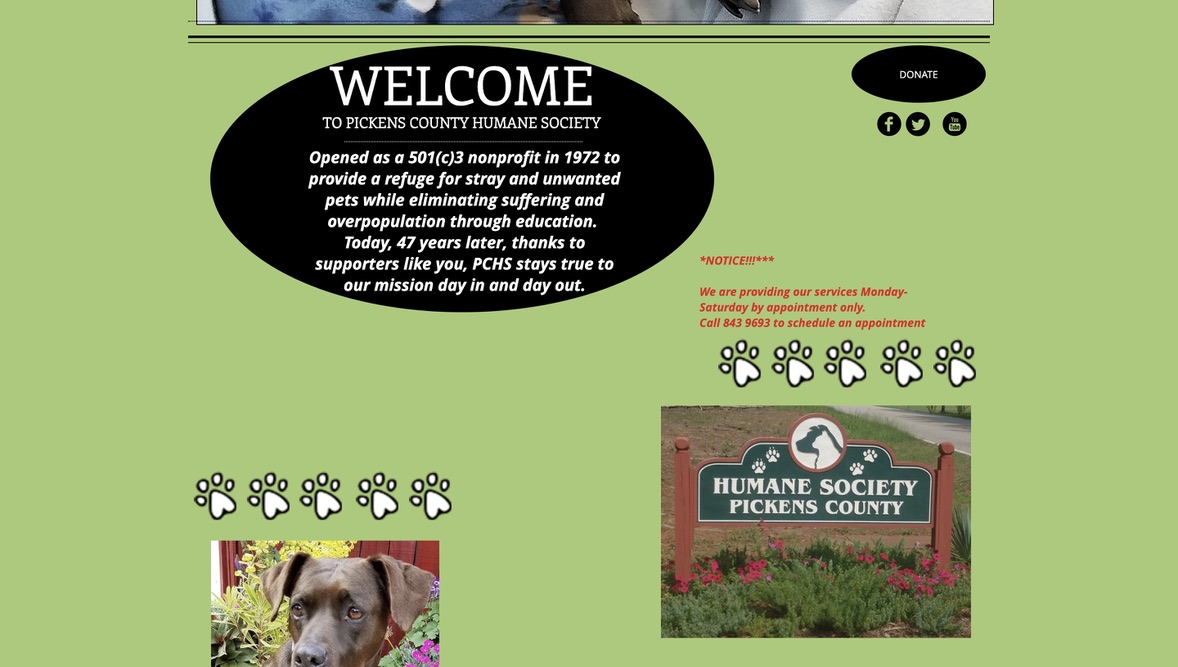 WELCOME
TO PICKENS COUNTY HUMANE SOCIETY
Opened as a 501(c)3 nonprofit in 1972 to
provide a refuge for stray and unwanted
pets while eliminating suffering and
overpopulation through education.
Today, 47 years later, thanks to
supporters like you, PCHS stays true to
our mission day in and day out.
DONATE
You
Tube
*NOTICE!!!***
We are providing our services Monday-
Saturday by appointment only.
Call 843 9693 to schedule an appointment
HUMANE SOCIETY
PICKENS COUNTY